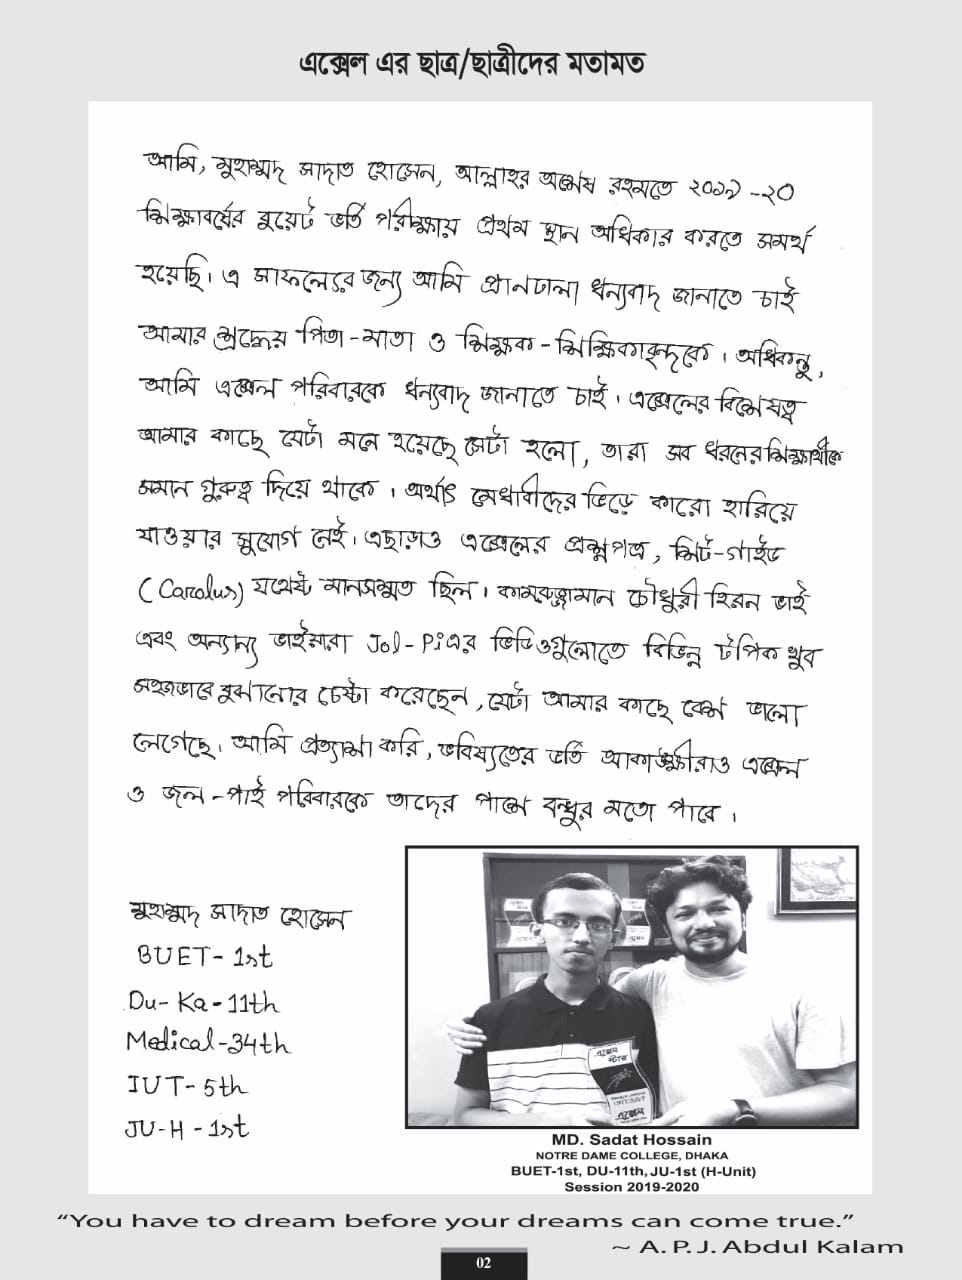 এক্সেল এর ছাত্র/ছাত্রীদের মতামত
আমি, মুহাম্মদ সাদাত হোসেন, আল্লাহর অশেষ রহমতে ২০১৯-২০
শিক্ষাবর্ষের বুয়েট ভর্তি পরীক্ষায় প্রথম স্থান অধিকার করতে সমর্থ
হয়েছি। এ সাফল্যের জন্য আমি প্রানঢালা ধন্যবাদ জানাতে চাই
আমার শ্রদ্ধেয় পিতা-মাতা ও শিক্ষক-শিক্ষিকাবৃন্দকে। অধিকন্তু,
আমি এক্সেল পরিবারকে ধন্যবাদ জানাতে চাই। এক্সেলের বিশেষত্ব
আমার কাছে যেটা মনে হয়েছে সেটা হলো, তারা সব ধরনের শিক্ষার্থীকে
সমান গুরুত্ব দিয়ে থাকে। অর্থাৎ মেধাবীদের ভিড়ে কারো হারিয়ে
যাওয়ার সুযোগ নেই। এছাড়াও এক্সেলের প্রশ্নপত্র, শিট-গাইড
(Caralus) যথেষ্ট মানসম্মত ছিল। কামরুজ্জামান চৌধুরী হিরন ভাই
এবং অন্যান্য ভাইয়ারা Jol-Pi এর ভিডিওগুলোতে বিভিন্ন টপিক খুব
সহজভাবে বুঝানোর চেষ্টা করেছেন, যেটা আমার কাছে বেশ ভালো
লেগেছে। আমি প্রত্যাশা করি, ভবিষ্যতের ভর্তি আকাঙ্ক্ষীরাও এক্সেল
ও জল-পাই পরিবারকে তাদের পাশে বন্ধুর মতো পাবে।
মুহাম্মদ সাদাত হোসেন
BUET-1st
Du-Ka-11th
Medical-34th
IUT-5th
JU-H-1st
এক্সেল
স্টার
এক্সেল
MD. Sadat Hossain
NOTRE DAME COLLEGE, DHAKA
BUET-1st, DU-11th, JU-1st (H-Unit)
Session 2019-2020
“You have to dream before your dreams can come true.”
~ A. P. J. Abdul Kalam
02